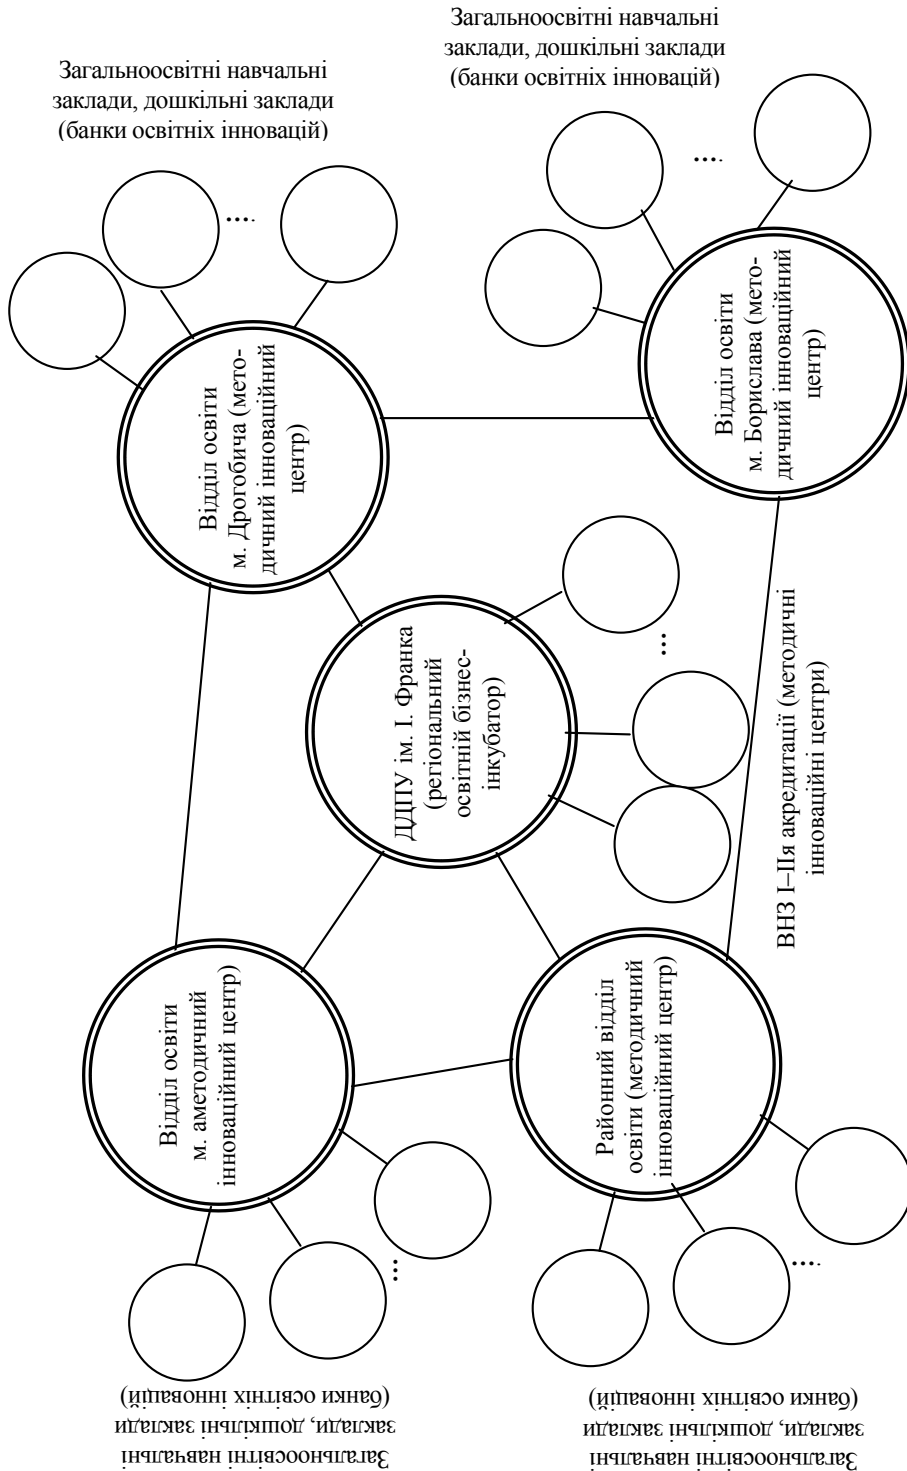 Загальноосвітні навчальні
заклади, дошкільні заклади
(банки освітніх інновацій)
Загальноосвітні навчальні
заклади, дошкільні заклади
(банки освітніх інновацій)
Відділ освіти
м. Дрогобича (мето-
дичний інноваційний
центр)
Відділ освіти
м. Борислава (мето-
дичний інноваційний
центр)
ДДПУ ім. І. Франка
(регіональний
освітній бізнес-
інкубатор)
ВНЗ І–ІІя акредитації (методичні
інноваційні центри)
Відділ освіти
м. аметодичний
інноваційний центр)
Районний відділ
освіти (методичний
інноваційний центр)
Загальноосвітні навчальні
заклади, дошкільні заклади
(банки освітніх інновацій)
Загальноосвітні навчальні
заклади, дошкільні заклади
(банки освітніх інновацій)